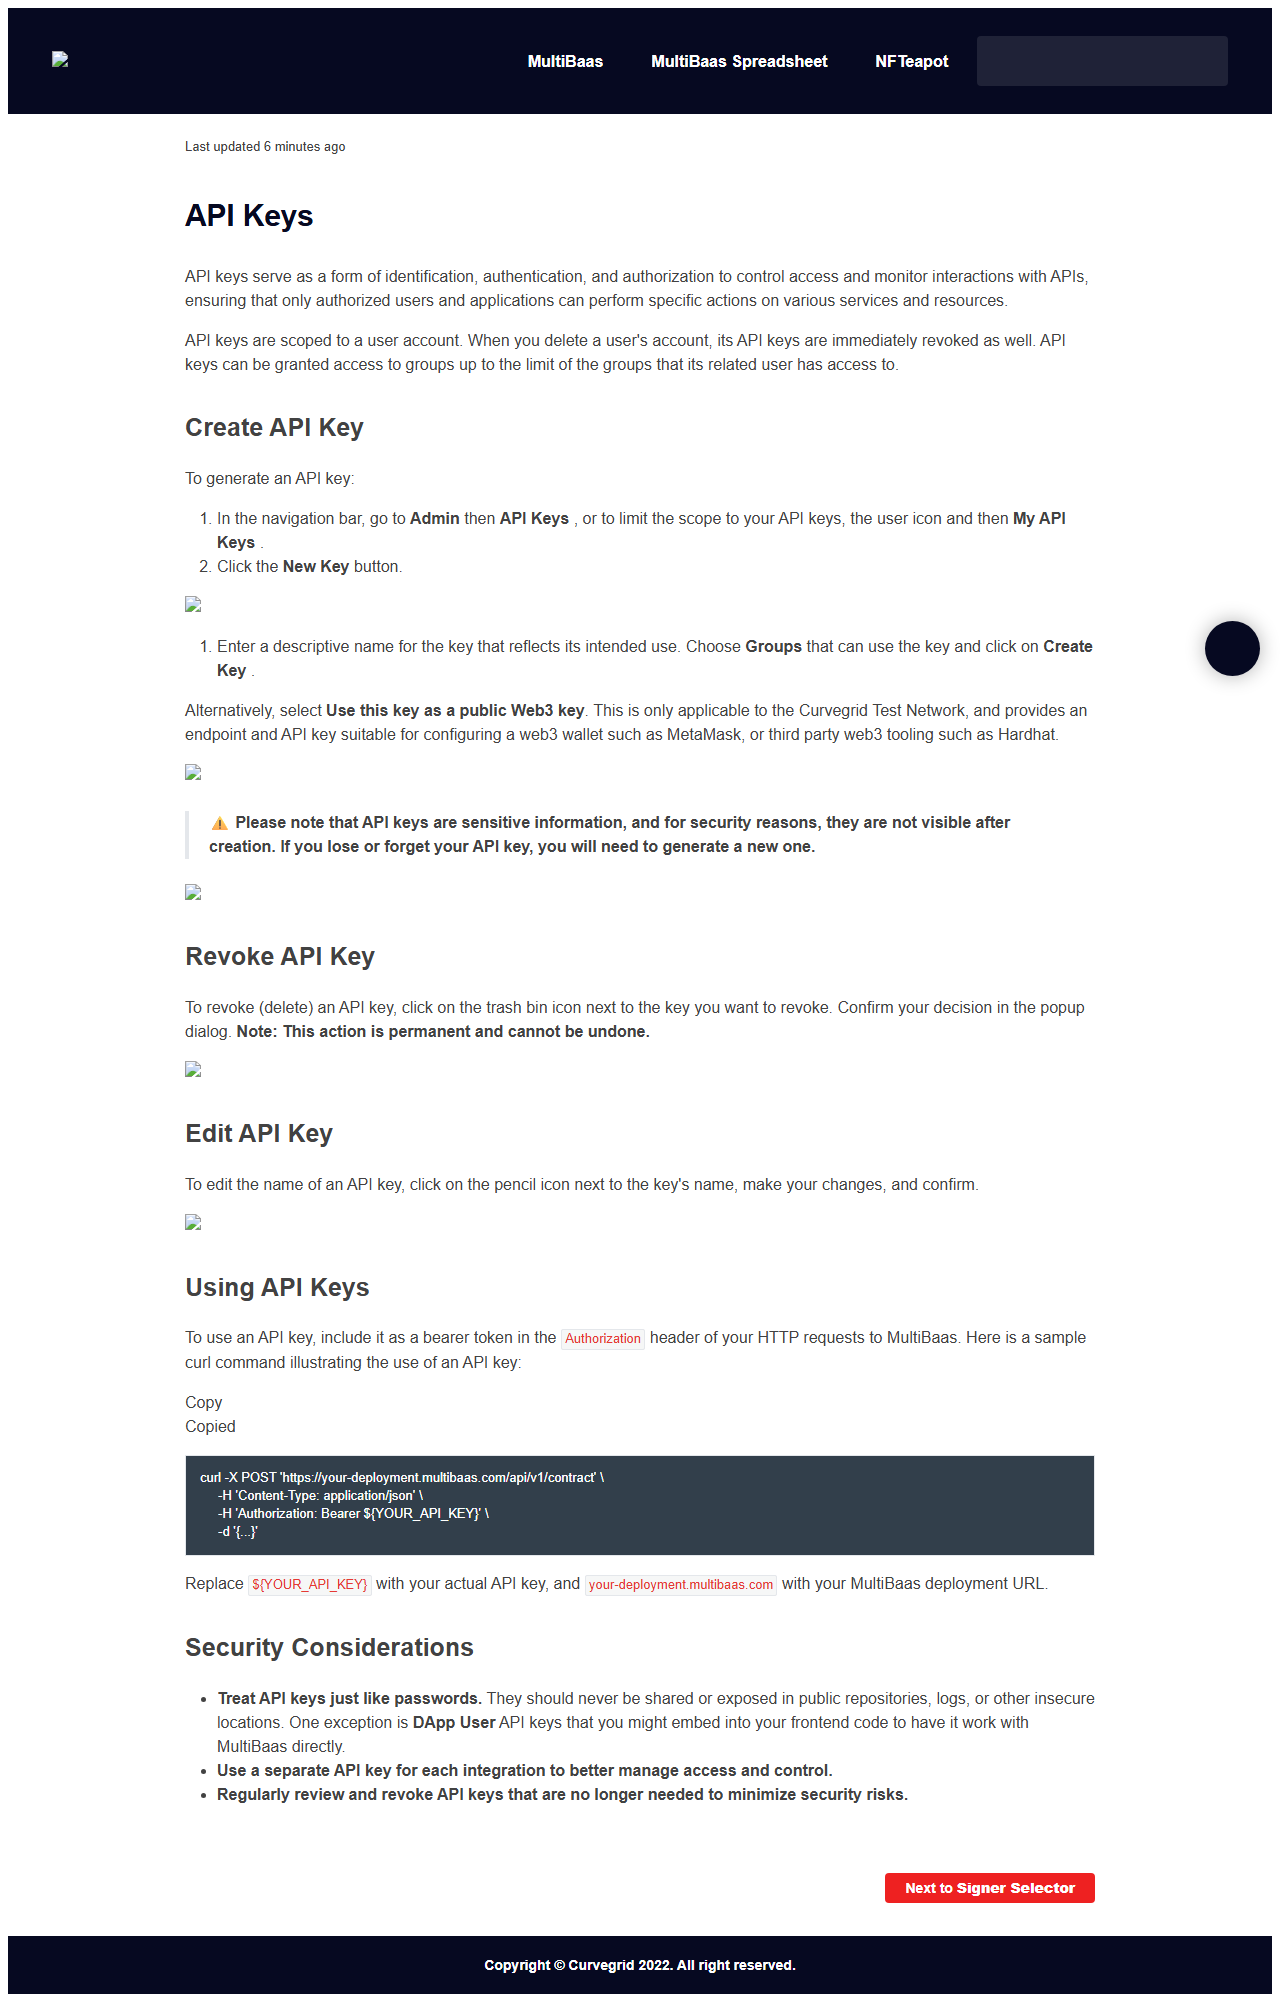 MultiBaas
MultiBaas Spreadsheet
NFTeapot
Last updated 6 minutes ago
API Keys
API keys serve as a form of identification, authentication, and authorization to control access and monitor interactions with APIs,
ensuring that only authorized users and applications can perform specific actions on various services and resources.
API keys are scoped to a user account. When you delete a user's account, its API keys are immediately revoked as well. API
keys can be granted access to groups up to the limit of the groups that its related user has access to.
Create API Key
To generate an API key:
1. In the navigation bar, go to Admin then API Keys , or to limit the scope to your API keys, the user icon and then My API
Keys .
2. Click the New Key button.
1. Enter a descriptive name for the key that reflects its intended use. Choose Groups that can use the key and click on Create
Key .
Alternatively, select Use this key as a public Web3 key. This is only applicable to the Curvegrid Test Network, and provides an
endpoint and API key suitable for configuring a web3 wallet such as MetaMask, or third party web3 tooling such as Hardhat.
⚠️ Please note that API keys are sensitive information, and for security reasons, they are not visible after
creation. If you lose or forget your API key, you will need to generate a new one.
Revoke API Key
To revoke (delete) an API key, click on the trash bin icon next to the key you want to revoke. Confirm your decision in the popup
dialog. Note: This action is permanent and cannot be undone.
Edit API Key
To edit the name of an API key, click on the pencil icon next to the key's name, make your changes, and confirm.
Using API Keys
To use an API key, include it as a bearer token in the Authorization header of your HTTP requests to MultiBaas. Here is a sample
curl command illustrating the use of an API key:
Copy
Copied
curl -X POST 'https://your-deployment.multibaas.com/api/v1/contract' \
-H 'Content-Type: application/json' \
-H 'Authorization: Bearer ${YOUR_API_KEY}' \
-d '{...}'
Replace ${YOUR_API_KEY} with your actual API key, and your-deployment.multibaas.com with your MultiBaas deployment URL.
Security Considerations
• Treat API keys just like passwords. They should never be shared or exposed in public repositories, logs, or other insecure
locations. One exception is DApp User API keys that you might embed into your frontend code to have it work with
MultiBaas directly.
• Use a separate API key for each integration to better manage access and control.
• Regularly review and revoke API keys that are no longer needed to minimize security risks.
Next to Signer Selector
Copyright © Curvegrid 2022. All right reserved.